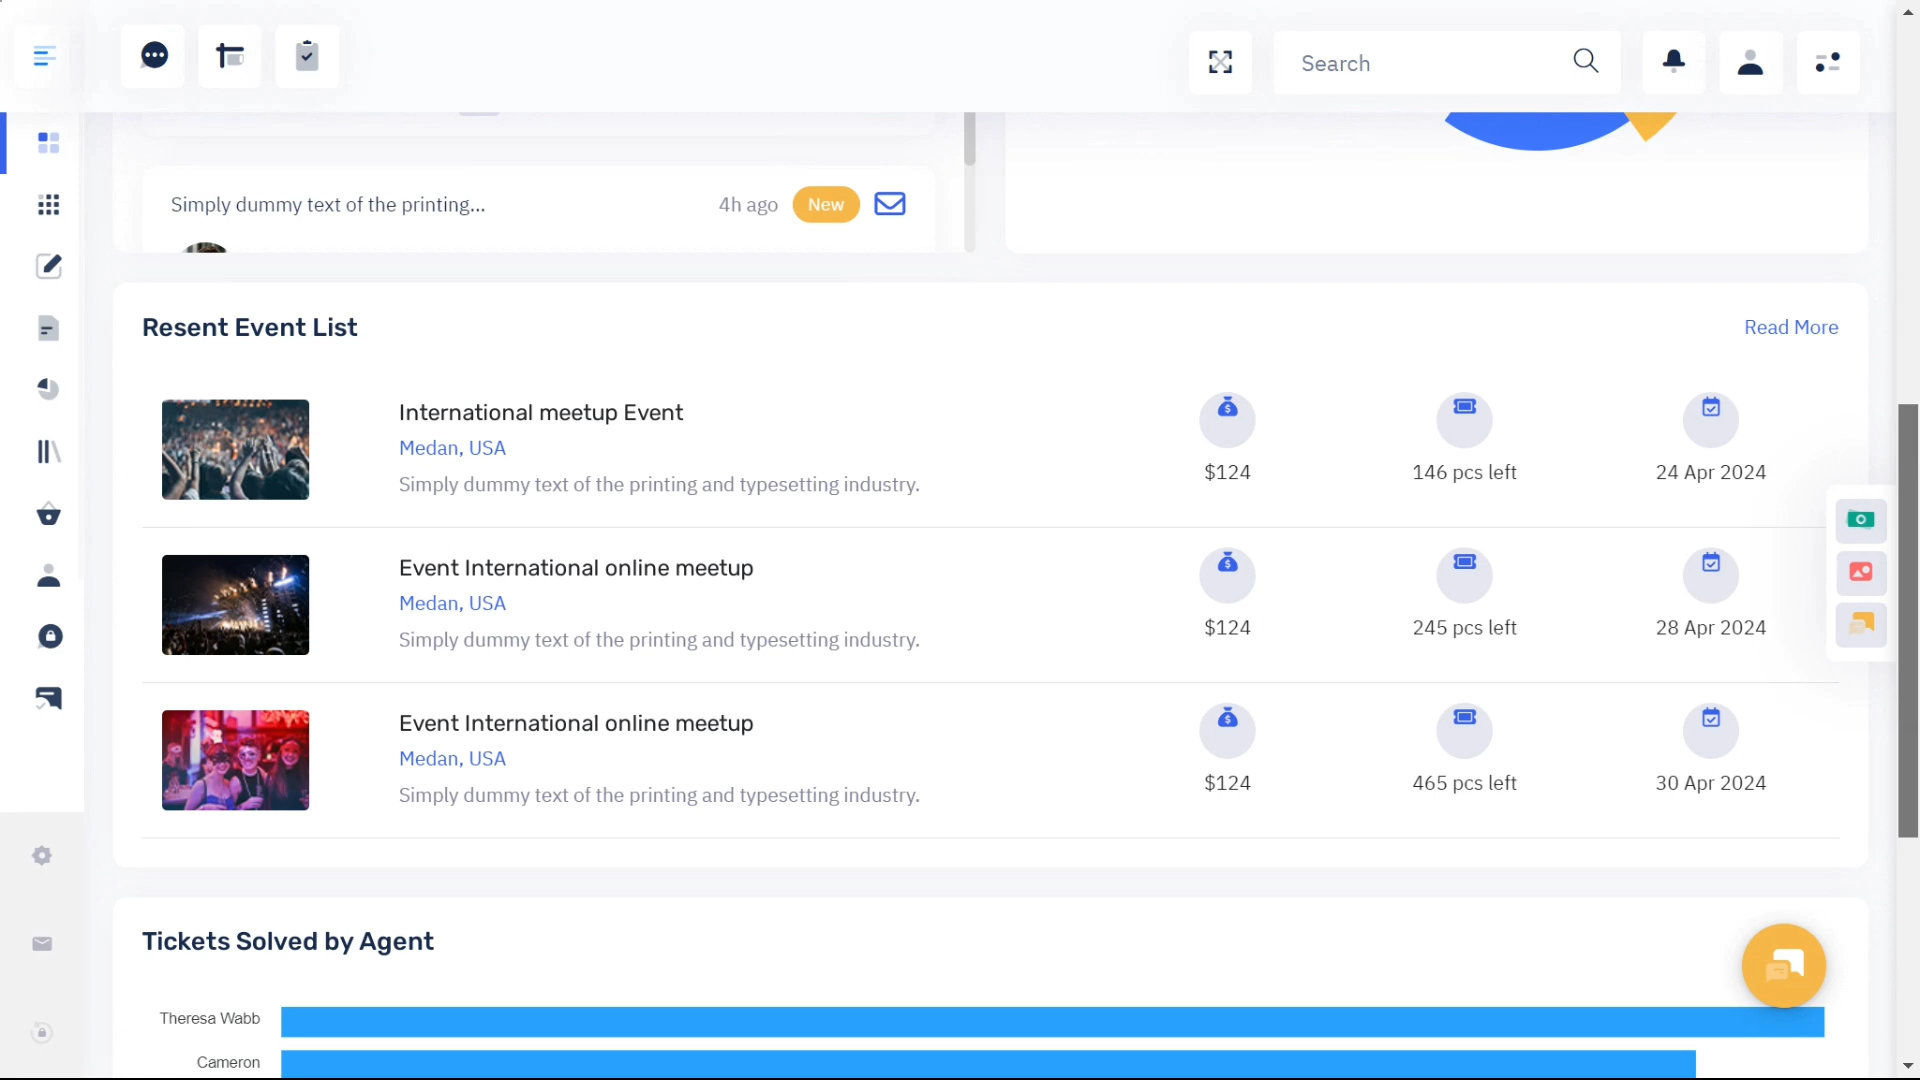 Search
Simply dummy text of the printing...
4h ago
New
Resent Event List
Read More
International meetup Event
Medan, USA
Simply dummy text of the printing and typesetting industry.
$124
146 pcs left
24 Apr 2024
Event International online meetup
Medan, USA
Simply dummy text of the printing and typesetting industry.
$124
245 pcs left
28 Apr 2024
Event International online meetup
Medan, USA
Simply dummy text of the printing and typesetting industry.
$124
465 pcs left
30 Apr 2024
Tickets Solved by Agent
Theresa Wabb
Cameron